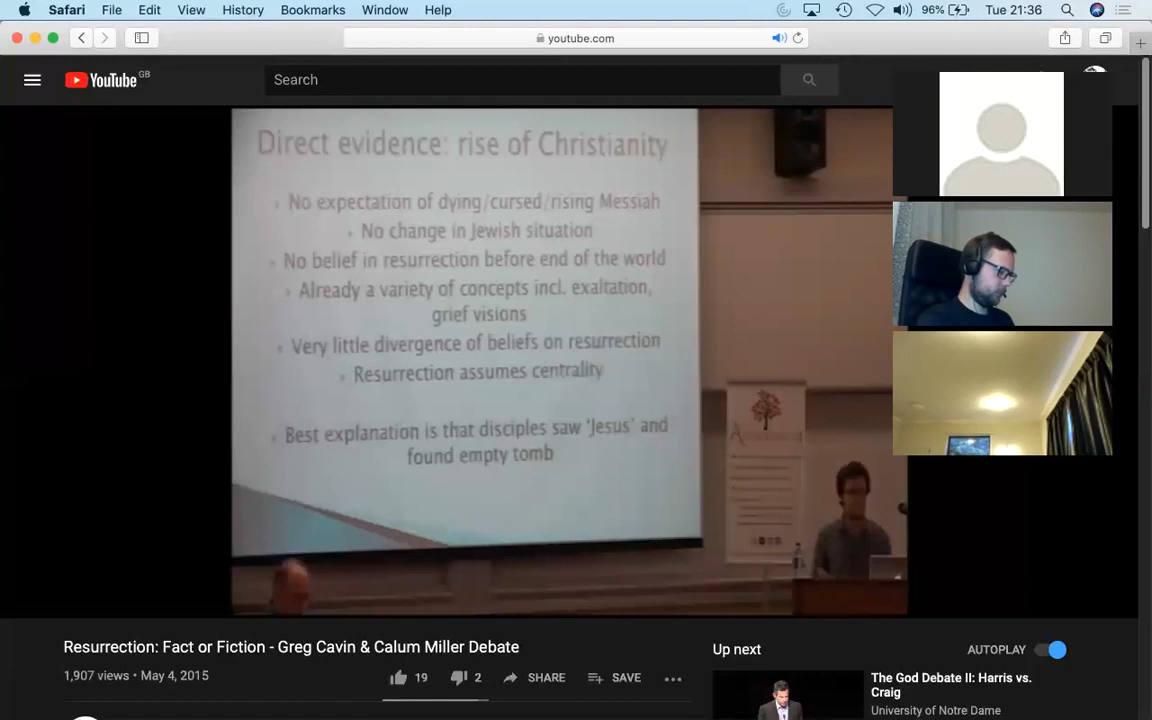 Safari File Edit View History Bookmarks Window Help 96% Tue 21:36
youtube.com
YouTube GB
Search
Direct evidence: rise of Christianity
No expectation of dying/cursed/rising Messiah
No change in Jewish situation
No belief in resurrection before end of the world
Already a variety of concepts incl. exaltation,
grief visions
Very little divergence of beliefs on resurrection
Resurrection assumes centrality
Best explanation is that disciples saw 'Jesus' and
found empty tomb
Resurrection: Fact or Fiction - Greg Cavin & Calum Miller Debate
1,907 views • May 4, 2015
19 2 SHARE SAVE
Up next
AUTOPLAY
The God Debate II: Harris vs.
Craig
University of Notre Dame